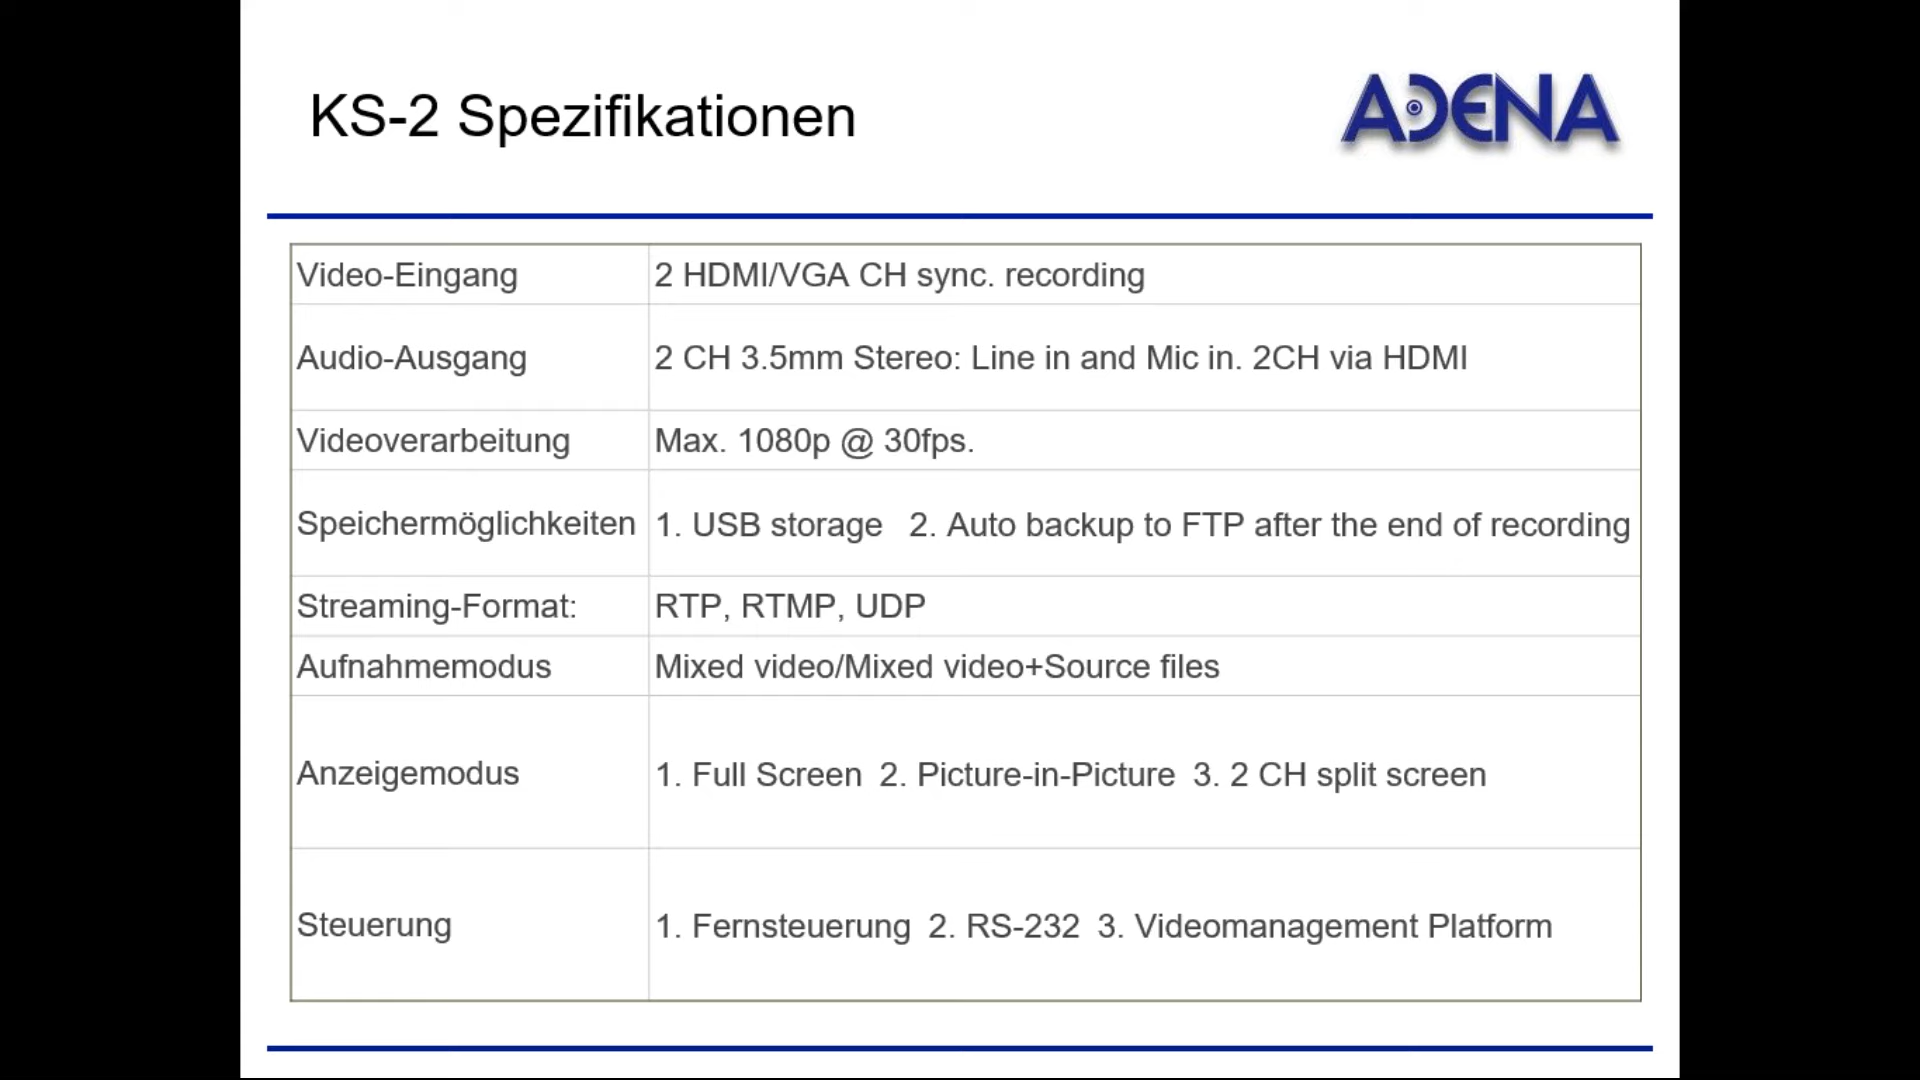 KS-2 Spezifikationen
ADENA
Video-Eingang 2 HDMI/VGA CH sync. recording
Audio-Ausgang 2 CH 3.5mm Stereo: Line in and Mic in. 2CH via HDMI
Videoverarbeitung Max. 1080p @ 30fps.
Speichermöglichkeiten 1. USB storage 2. Auto backup to FTP after the end of recording
Streaming-Format: RTP, RTMP, UDP
Aufnahmemodus Mixed video/Mixed video+Source files
Anzeigemodus 1. Full Screen 2. Picture-in-Picture 3. 2 CH split screen
Steuerung 1. Fernsteuerung 2. RS-232 3. Videomanagement Platform